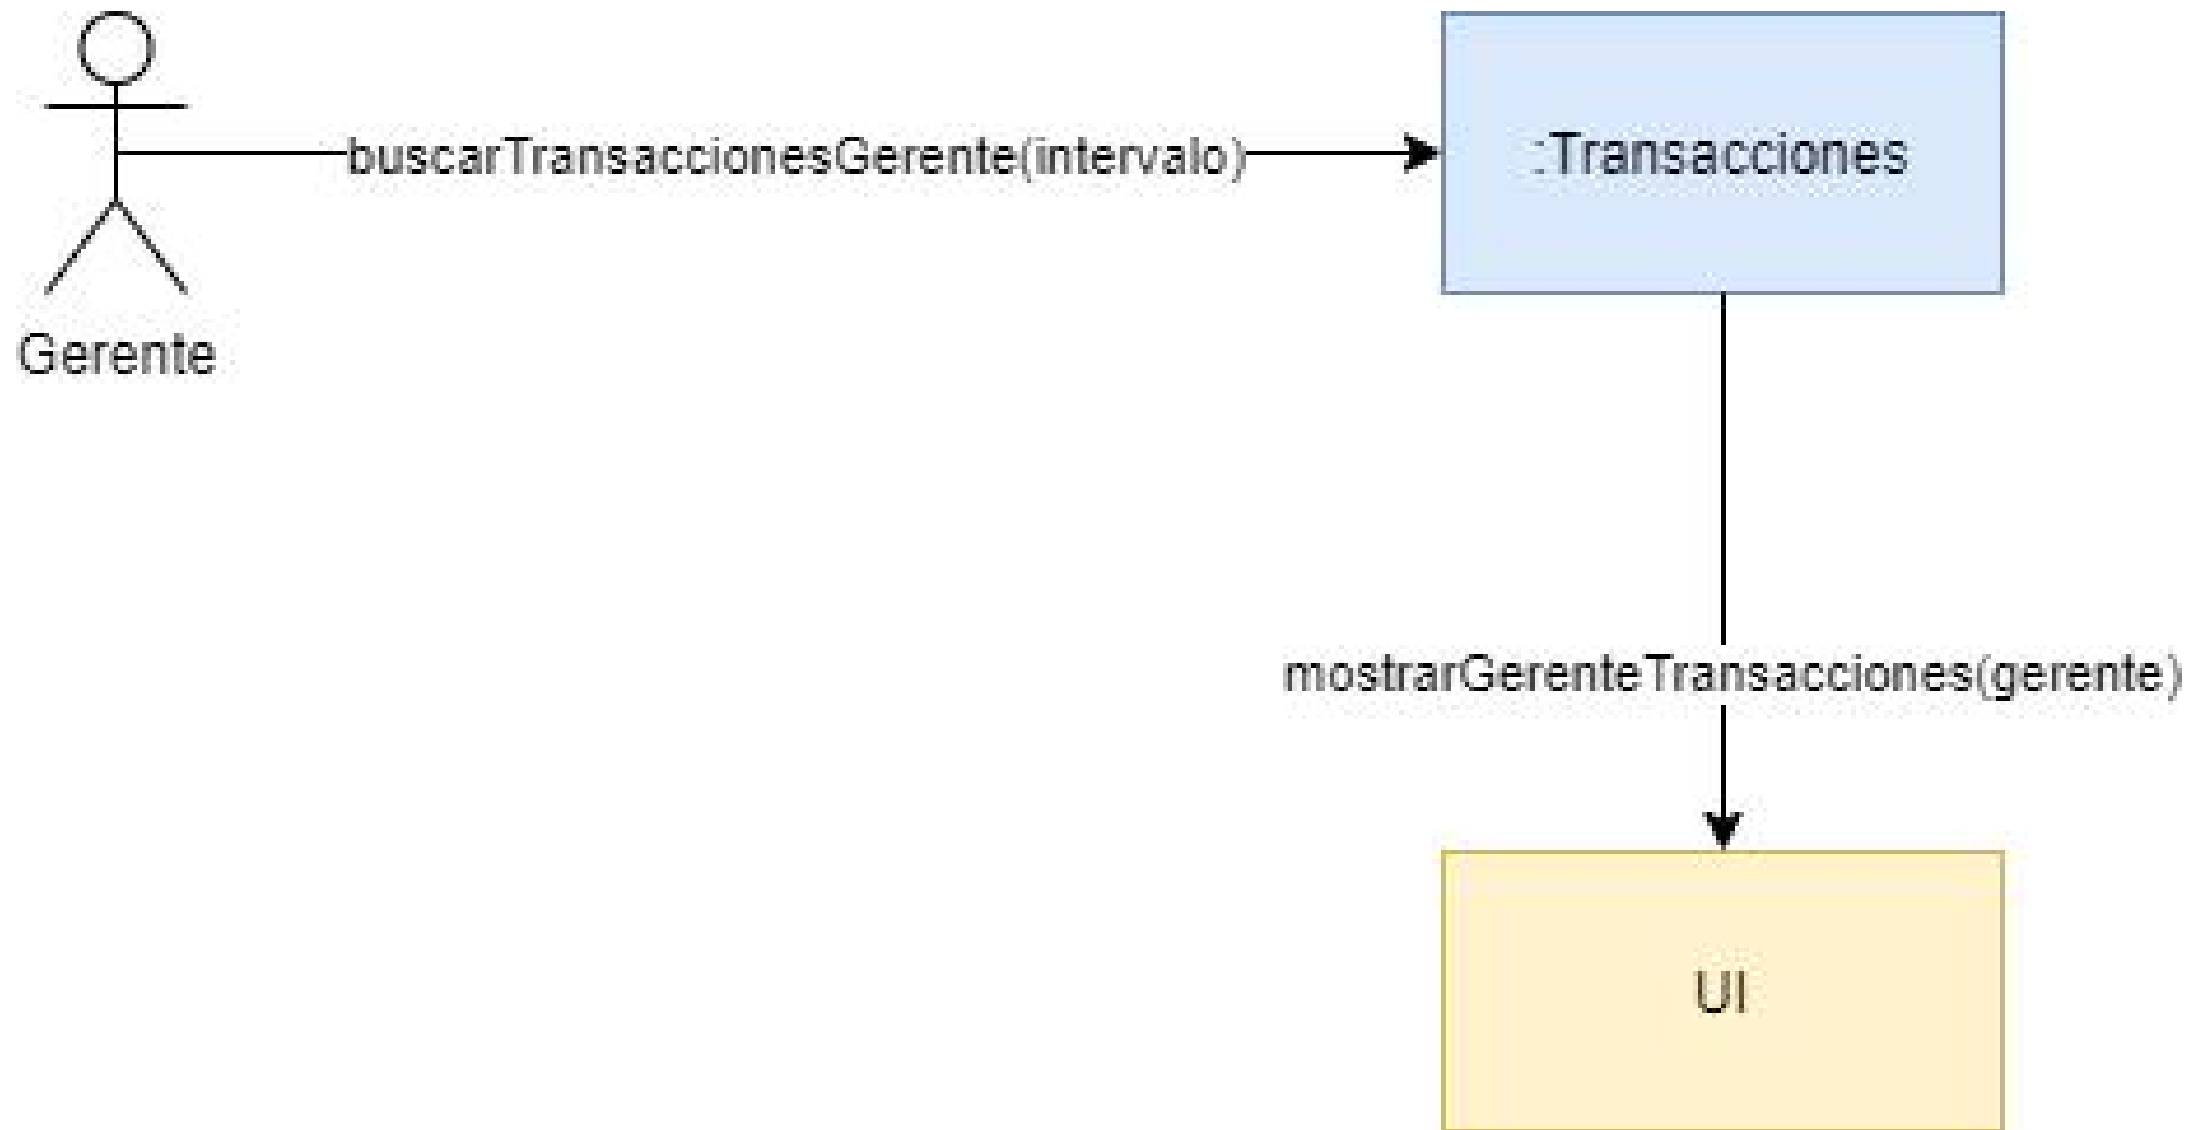 buscarTransaccionesGerente(intervalo)
:Transacciones
Gerente
mostrarGerenteTransacciones(gerente)
UI